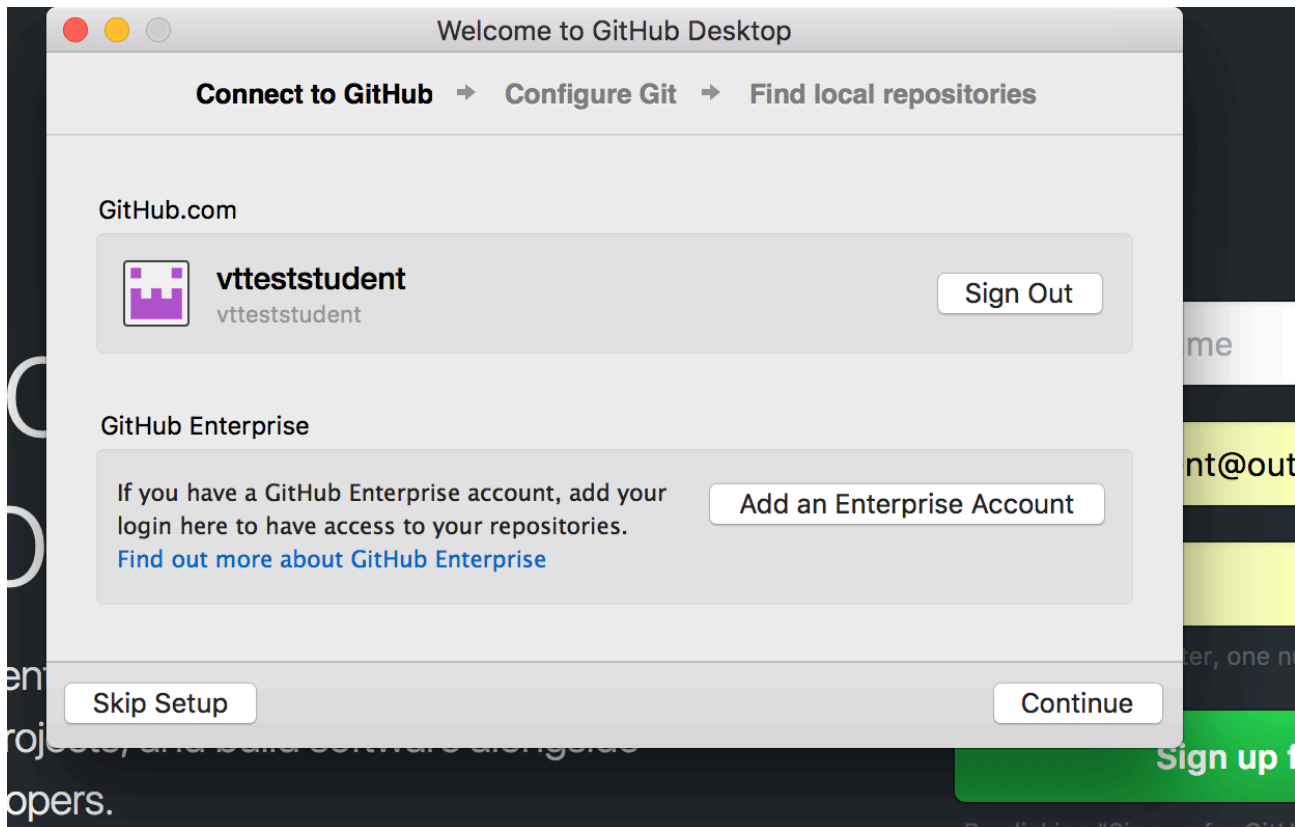 Welcome to GitHub Desktop
Connect to GitHub → Configure Git → Find local repositories
GitHub.com
vtteststudent
vtteststudent
Sign Out
me
GitHub Enterprise
nt@out
If you have a GitHub Enterprise account, add your
login here to have access to your repositories.
Find out more about GitHub Enterprise
Add an Enterprise Account
ter, one nu
Skip Setup
Continue
software alongside
Sign up f
opers.